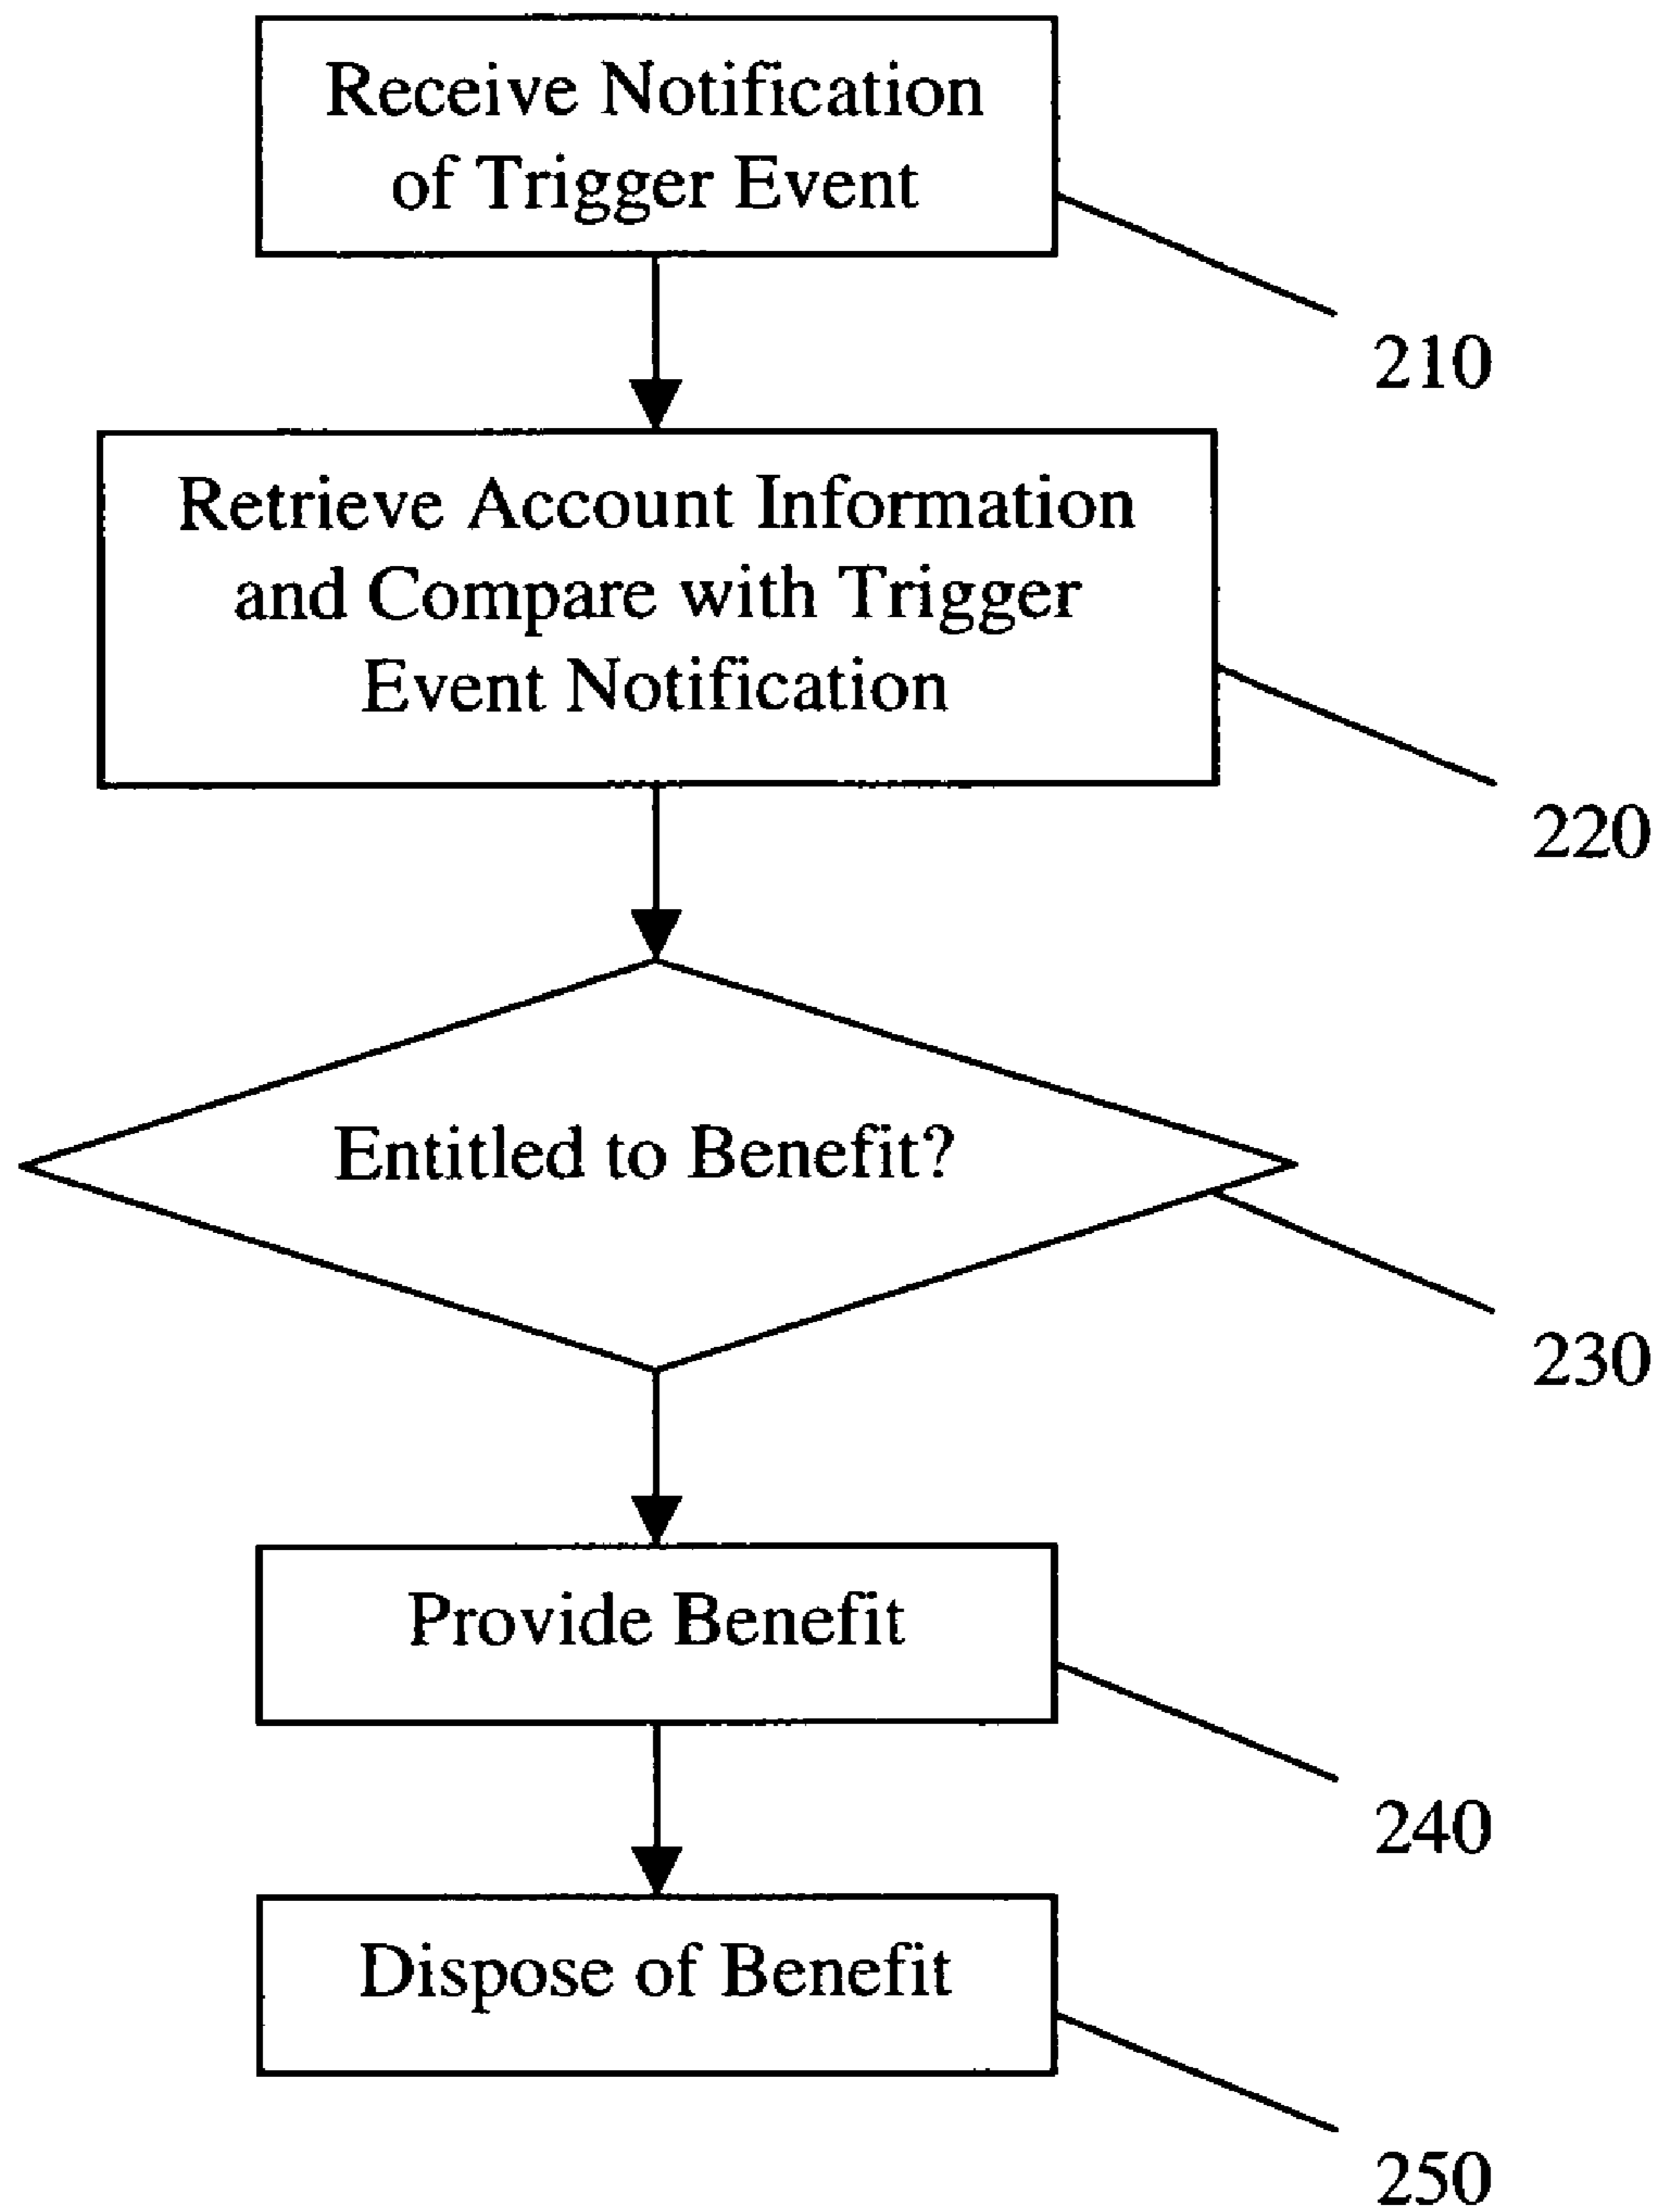 Receive Notification
of Trigger Event
210
Retrieve Account Information
and Compare with Trigger
Event Notification
220
Entitled to Benefit?
230
Provide Benefit
240
Dispose of Benefit
250